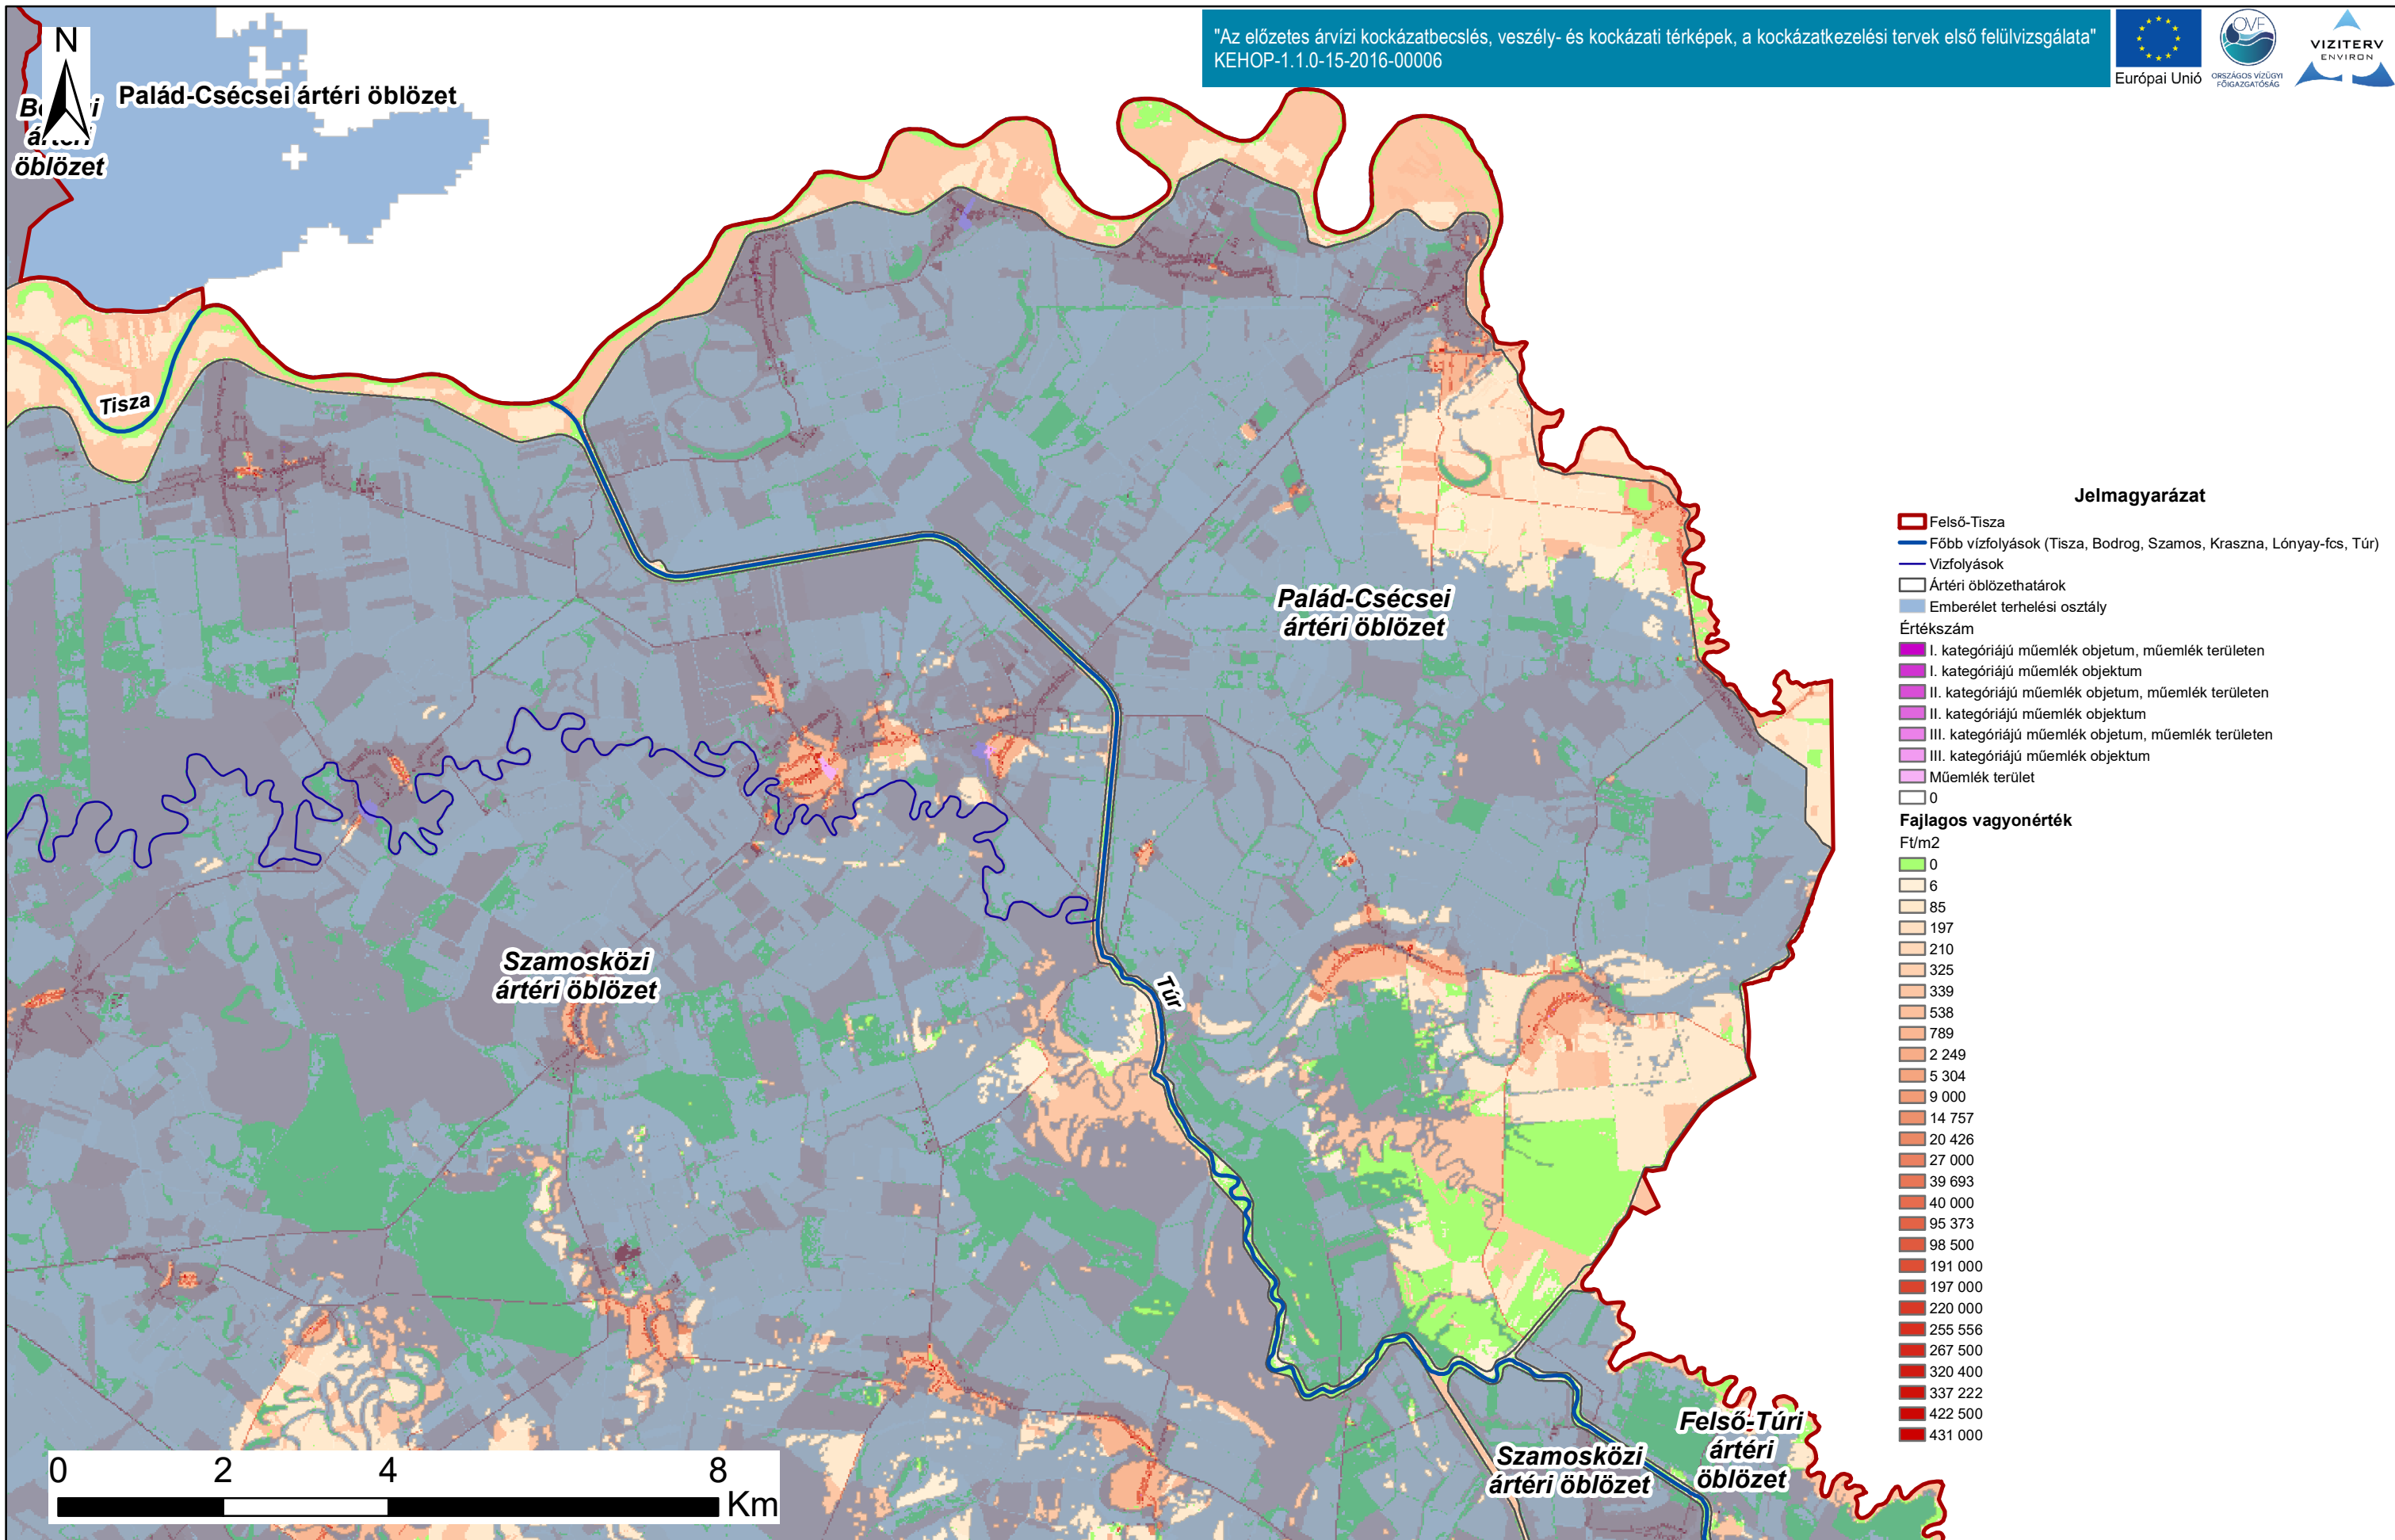 "Az előzetes árvízi kockázatbecslés, veszély- és kockázati térképek, a kockázatkezelési tervek első felülvizsgálata"
KEHOP-1.1.0-15-2016-00006
Európai Unió
OVF
ORSZÁGOS VÍZÜGYI
FŐIGAZGATÓSÁG
VIZITERV
ENVIRON
N
Palád-Csécsei ártéri öblözet
öblözet
Tisza
Palád-Csécsei
ártéri öblözet
Szamosközi
ártéri öblözet
Túr
Felső-Túri
ártéri
öblözet
Szamosközi
ártéri öblözet
0 2 4 8
Km
Jelmagyarázat
Felső-Tisza
Főbb vízfolyások (Tisza, Bodrog, Szamos, Kraszna, Lónyay-fcs, Túr)
Vizfolyások
Ártéri öblözethatárok
Emberélet terhelési osztály
Értékszám
I. kategóriájú műemlék objetum, műemlék területen
I. kategóriájú műemlék objektum
II. kategóriájú műemlék objetum, műemlék területen
II. kategóriájú műemlék objektum
III. kategóriájú műemlék objetum, műemlék területen
III. kategóriájú műemlék objektum
Műemlék terület
0
Fajlagos vagyonérték
Ft/m2
0
6
85
197
210
325
339
538
789
2 249
5 304
9 000
14 757
20 426
27 000
39 693
40 000
95 373
98 500
191 000
197 000
220 000
255 556
267 500
320 400
337 222
422 500
431 000